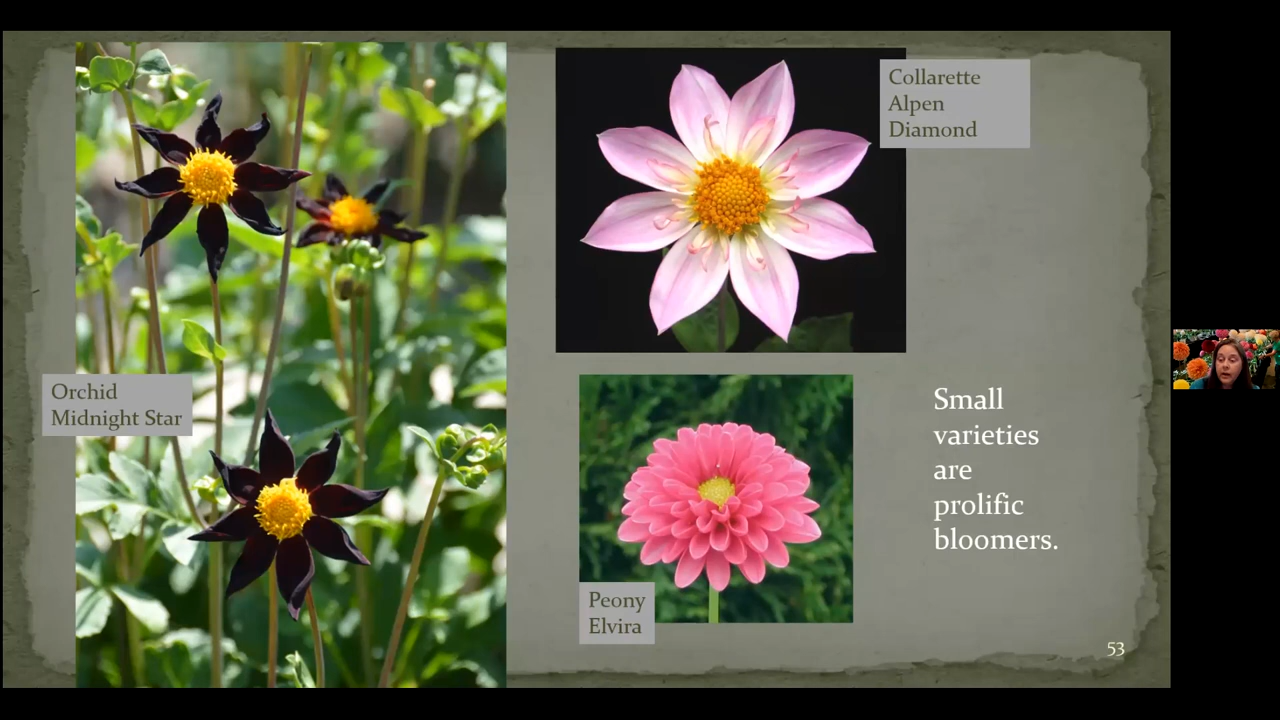 Collarette
Alpen
Diamond
Orchid
Midnight Star
Small
varieties
are
prolific
bloomers.
Peony
Elvira
53